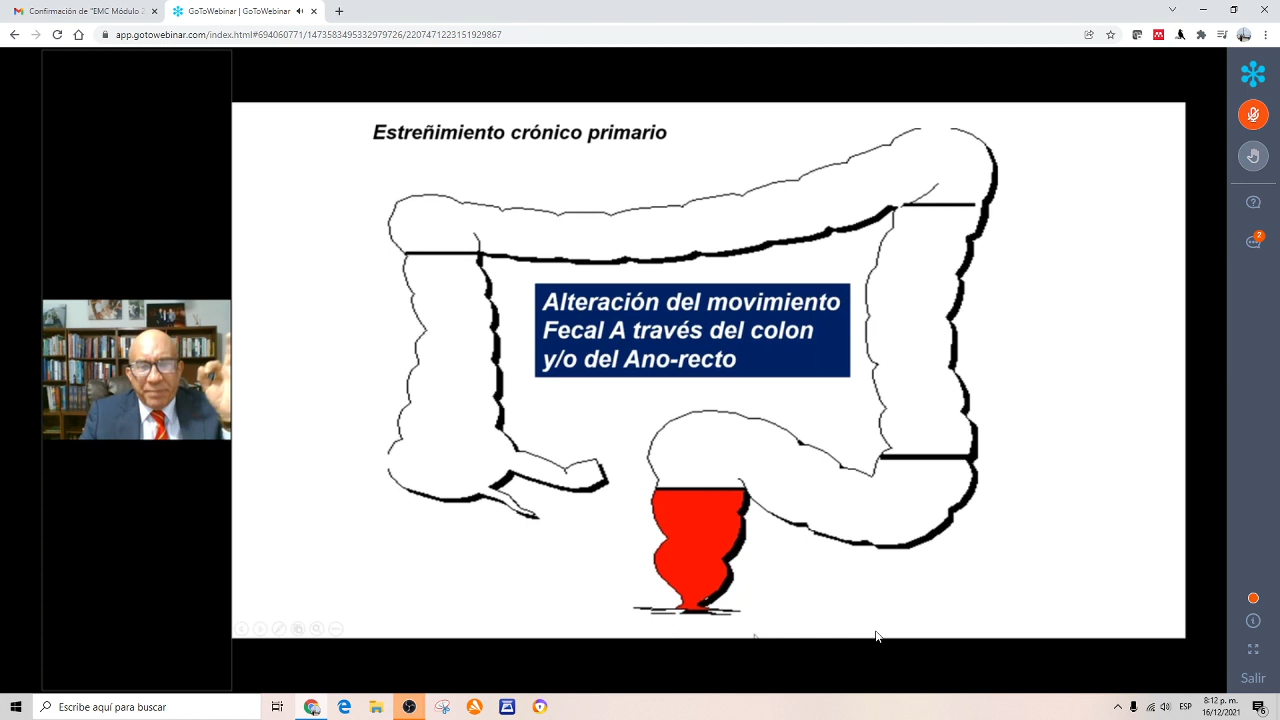 Confirmación de "EMC Módulo 2
GoToWebinar | GoToWebinar
app.gotowebinar.com/index.html#694060771/1473583495332979726/2207471223151929867
Estreñimiento crónico primario
Alteración del movimiento
Fecal A través del colon
y/o del Ano-recto
2
Salir
Escribe aquí para buscar
ESP
8:12 p. m.
16/12/2021